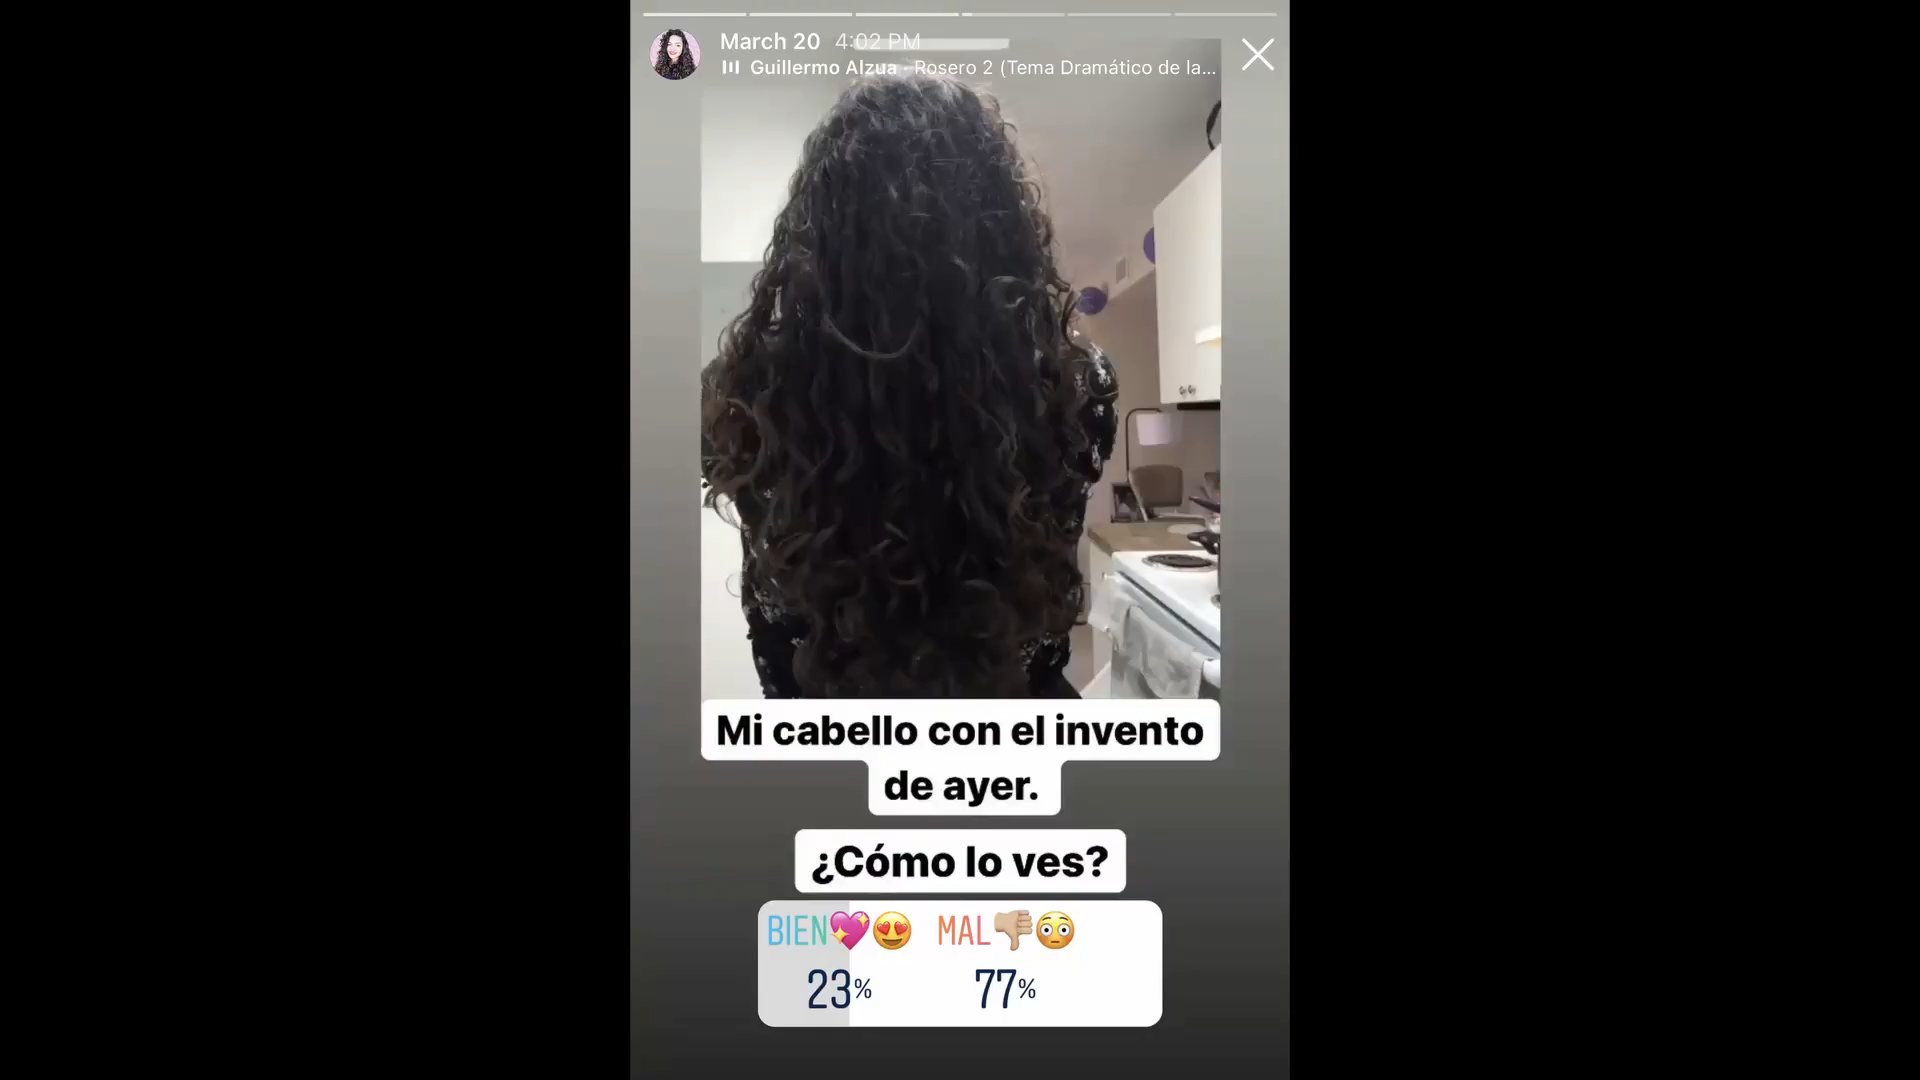 March 20 4:02 PM
Guillermo Alzua · Rosero 2 (Tema Dramático de la...
Mi cabello con el invento
de ayer.
¿Cómo lo ves?
BIEN💖😍 MAL👎🏼😳
23% 77%